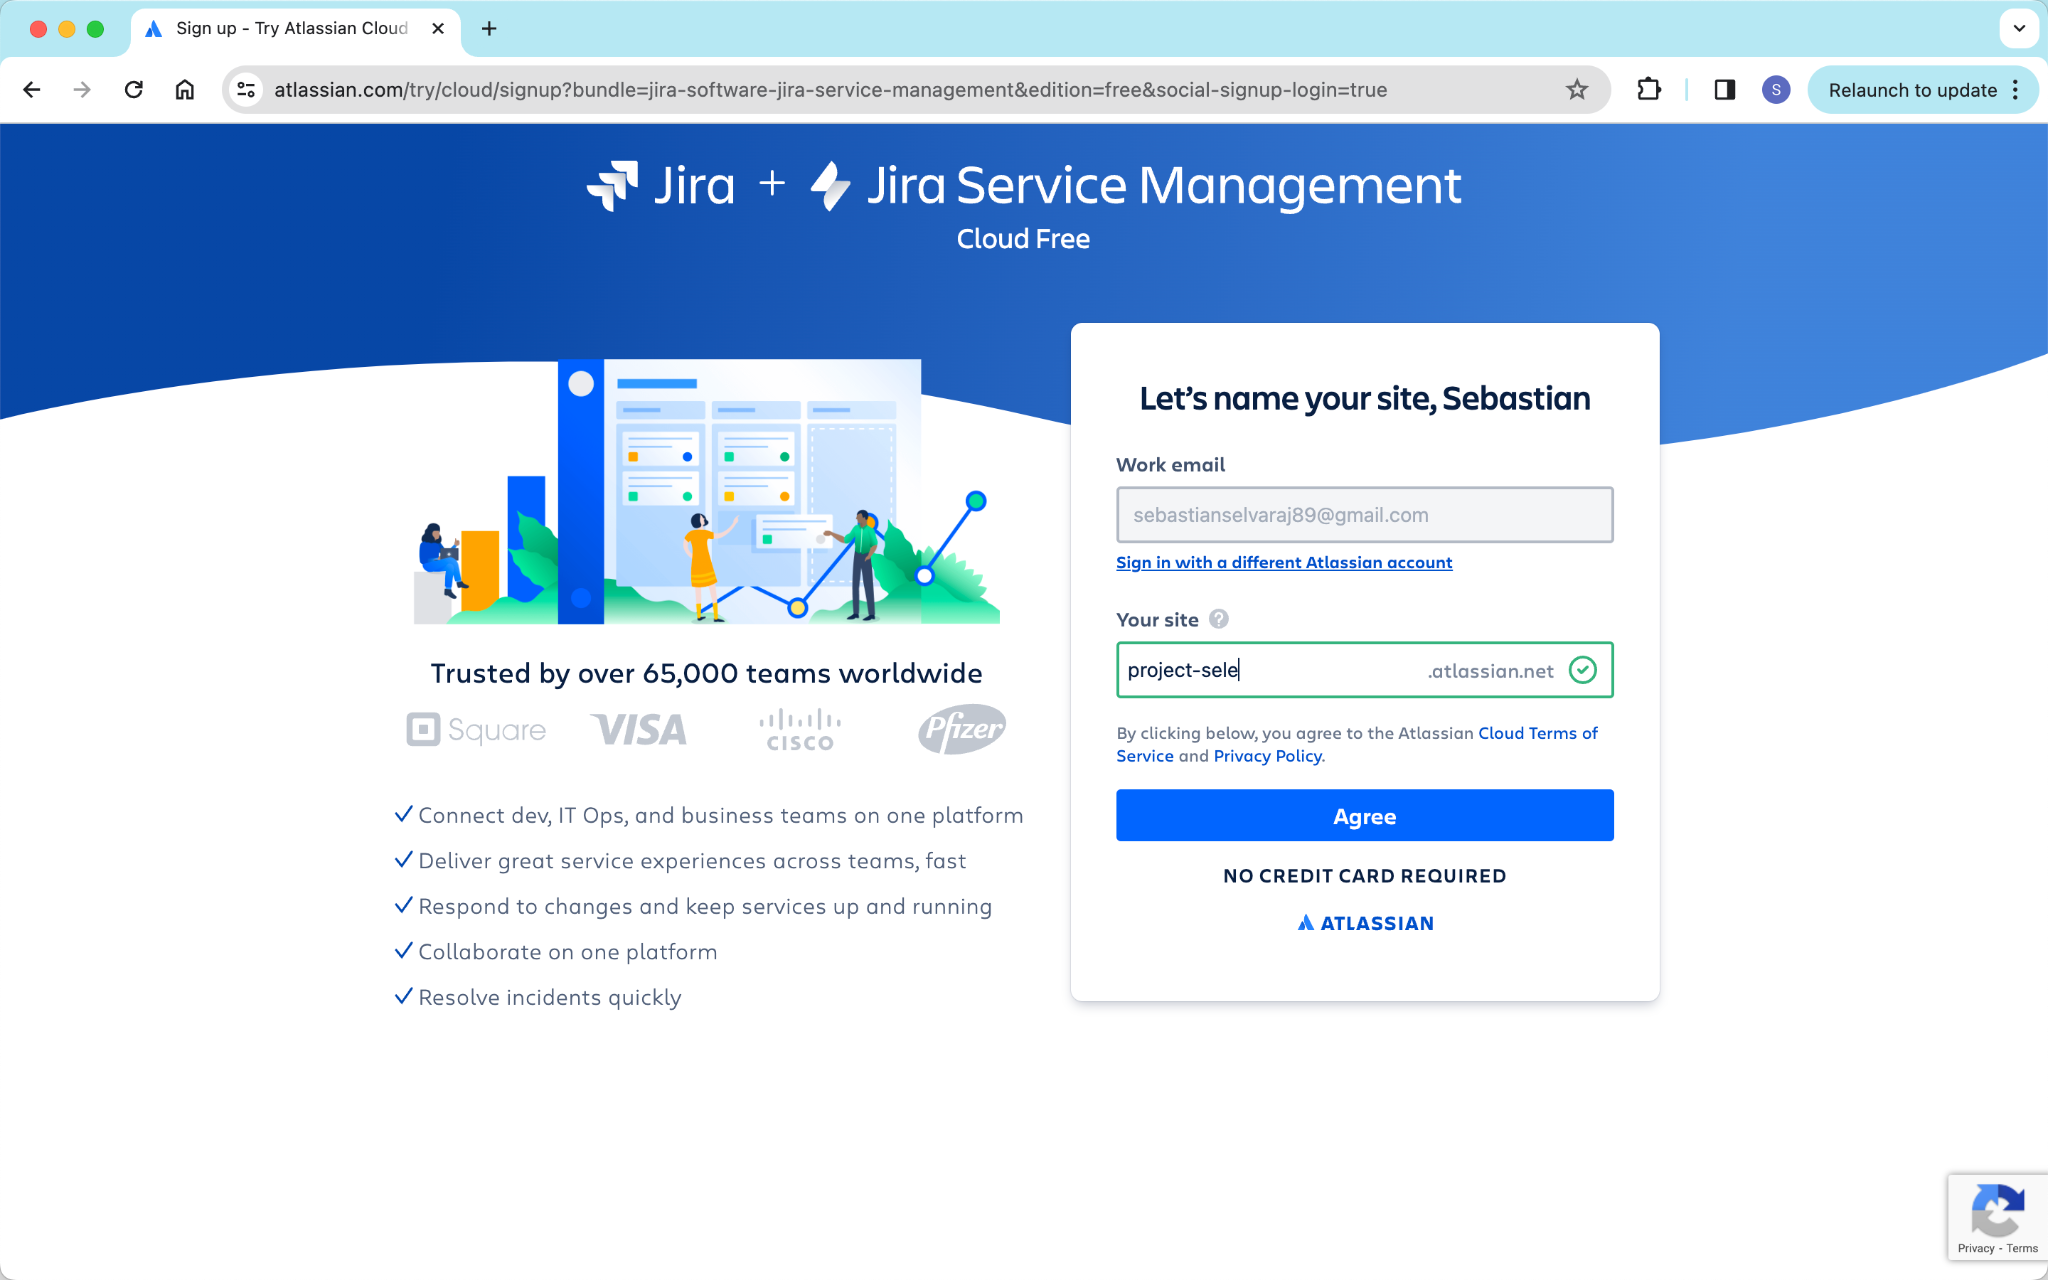 Sign up - Try Atlassian Cloud
atlassian.com/try/cloud/signup?bundle=jira-software-jira-service-management&edition=free&social-signup-login=true
S
Relaunch to update
Jira + Jira Service Management
Cloud Free
Trusted by over 65,000 teams worldwide
Square
VISA
CISCO
Pfizer
Connect dev, IT Ops, and business teams on one platform
Deliver great service experiences across teams, fast
Respond to changes and keep services up and running
Collaborate on one platform
Resolve incidents quickly
Let’s name your site, Sebastian
Work email
sebastianselvaraj89@gmail.com
Sign in with a different Atlassian account
Your site ?
project-sele .atlassian.net
By clicking below, you agree to the Atlassian Cloud Terms of
Service and Privacy Policy.
Agree
NO CREDIT CARD REQUIRED
ATLASSIAN
Privacy - Terms